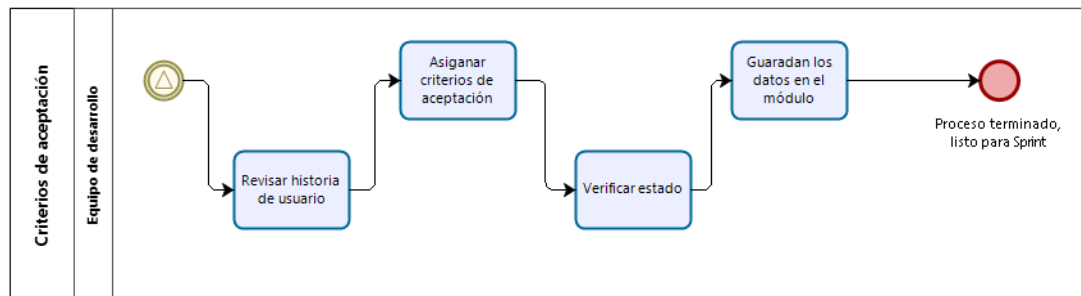 Criterios de aceptación
Equipo de desarrollo
Revisar historia
de usuario
Asiganar
criterios de
aceptación
Verificar estado
Guaradan los
datos en el
módulo
Proceso terminado,
listo para Sprint